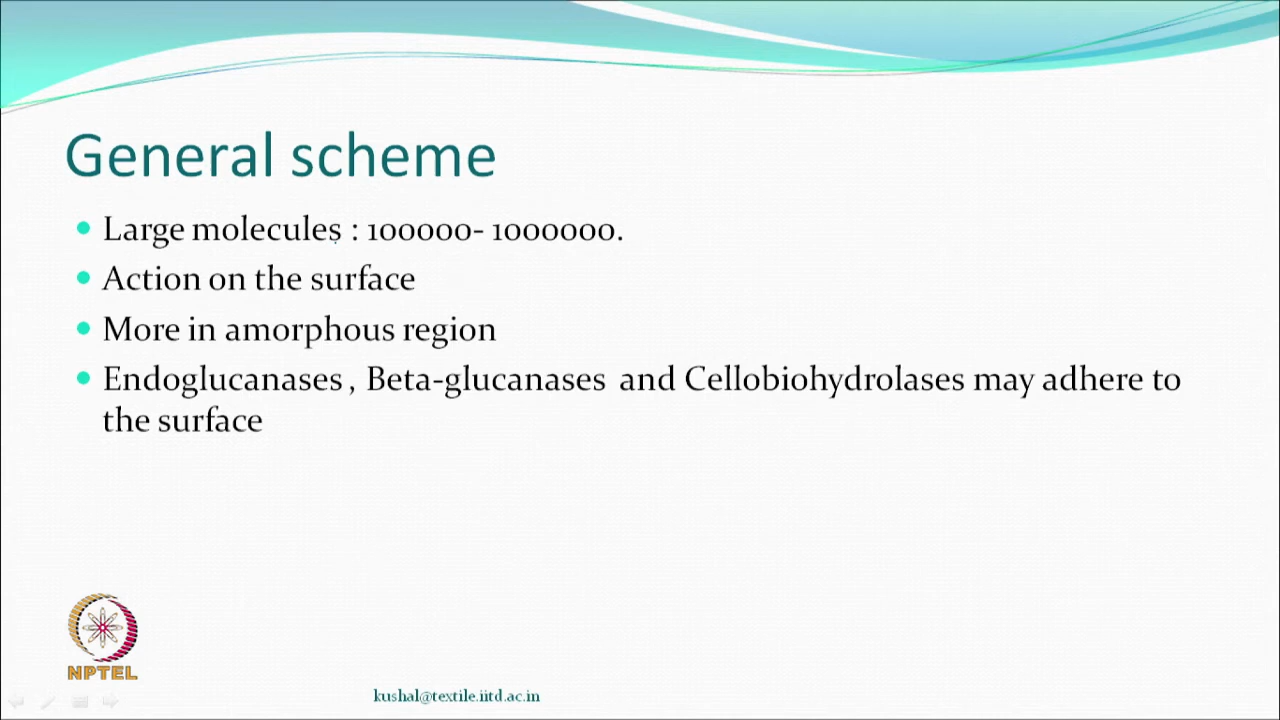 General scheme
Large molecules : 100000- 1000000.
Action on the surface
More in amorphous region
Endoglucanases , Beta-glucanases and Cellobiohydrolases may adhere to
the surface
NPTEL
kushal@textile.iitd.ac.in